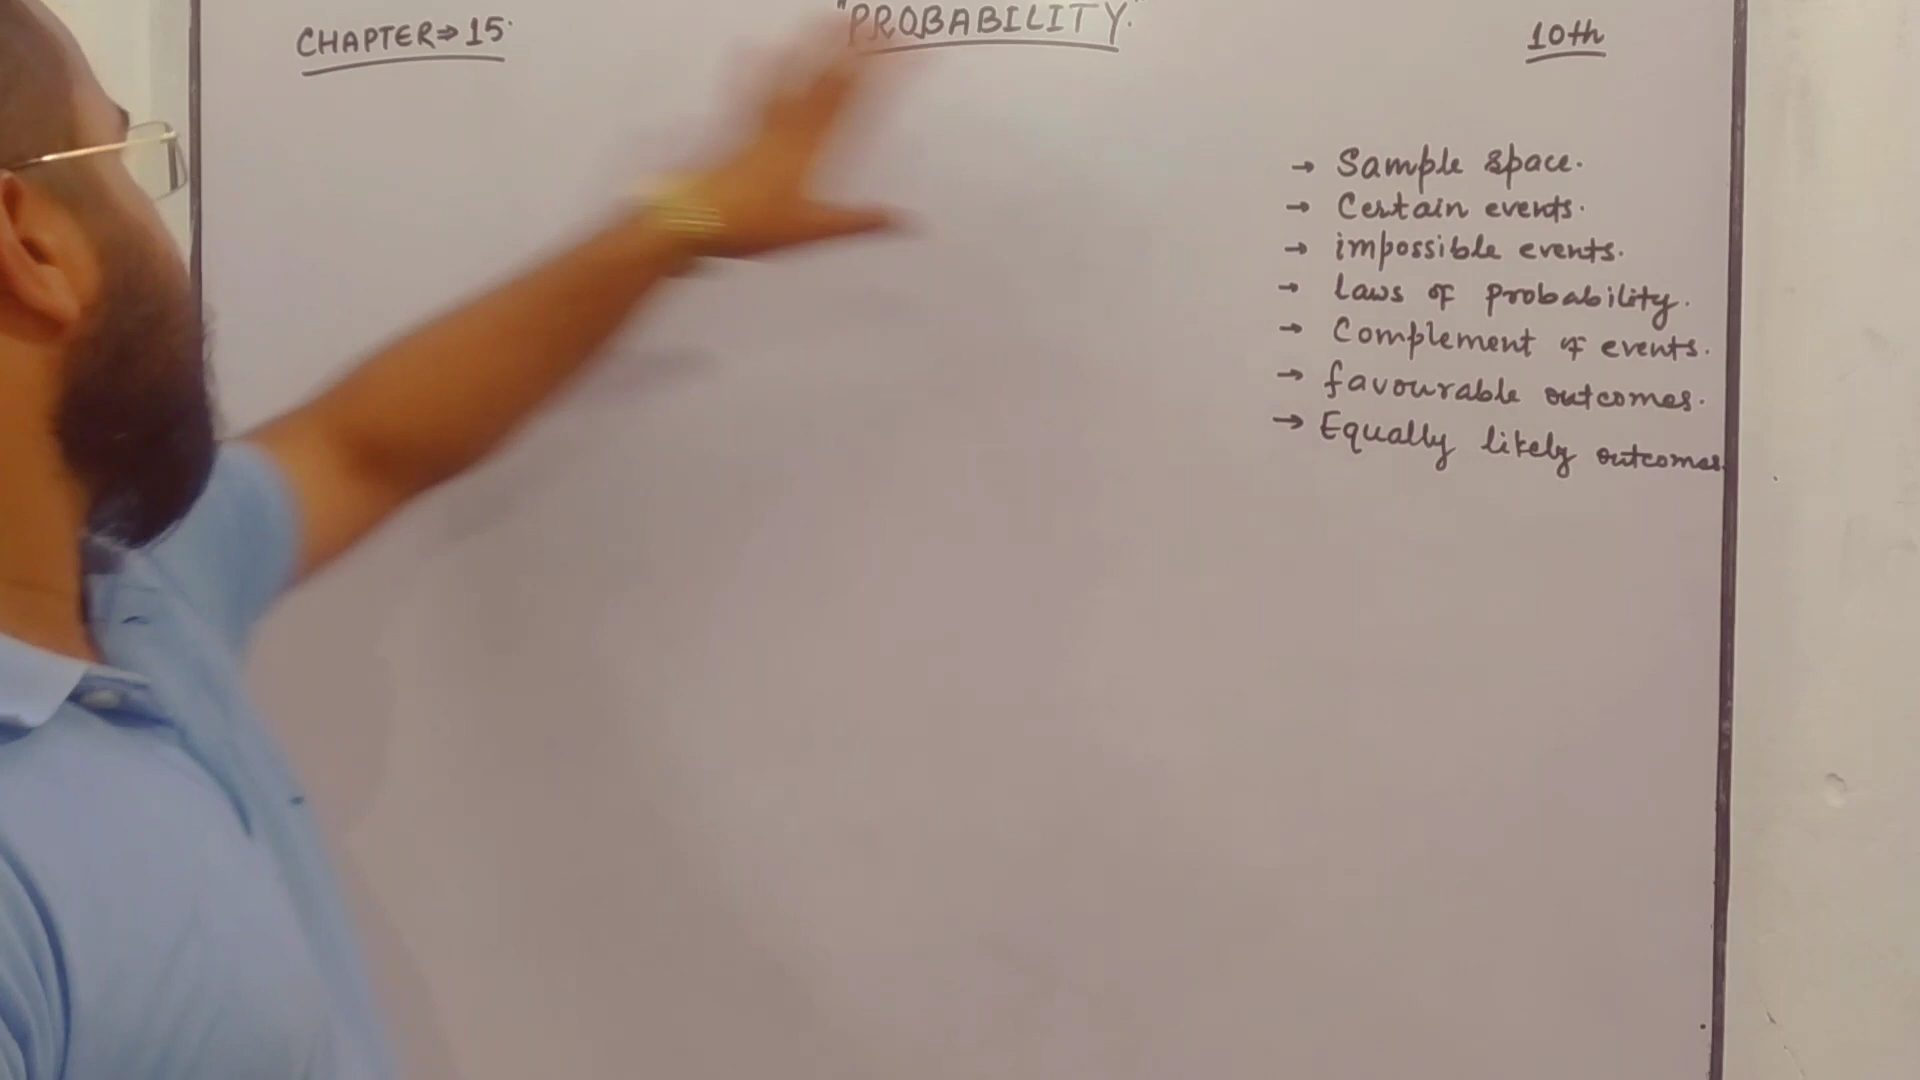 CHAPTER⇒15.
"PROBABILITY."
10th
→ Sample space.
→ Certain events.
→ impossible events.
→ laws of probability.
→ Complement of events.
→ favourable outcomes.
→ Equally likely outcomes.